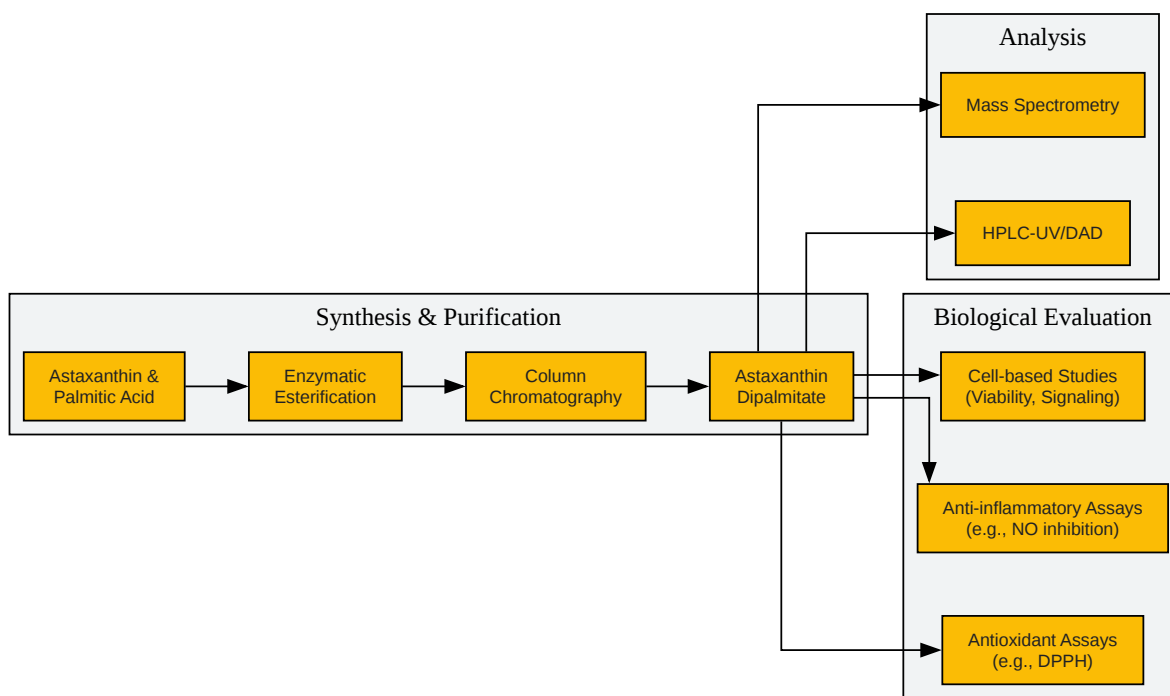 Analysis
Mass Spectrometry
HPLC-UV/DAD
Synthesis & Purification
Astaxanthin &
Palmitic Acid
Enzymatic
Esterification
Column
Chromatography
Astaxanthin
Dipalmitate
Biological Evaluation
Cell-based Studies
(Viability, Signaling)
Anti-inflammatory Assays
(e.g., NO inhibition)
Antioxidant Assays
(e.g., DPPH)